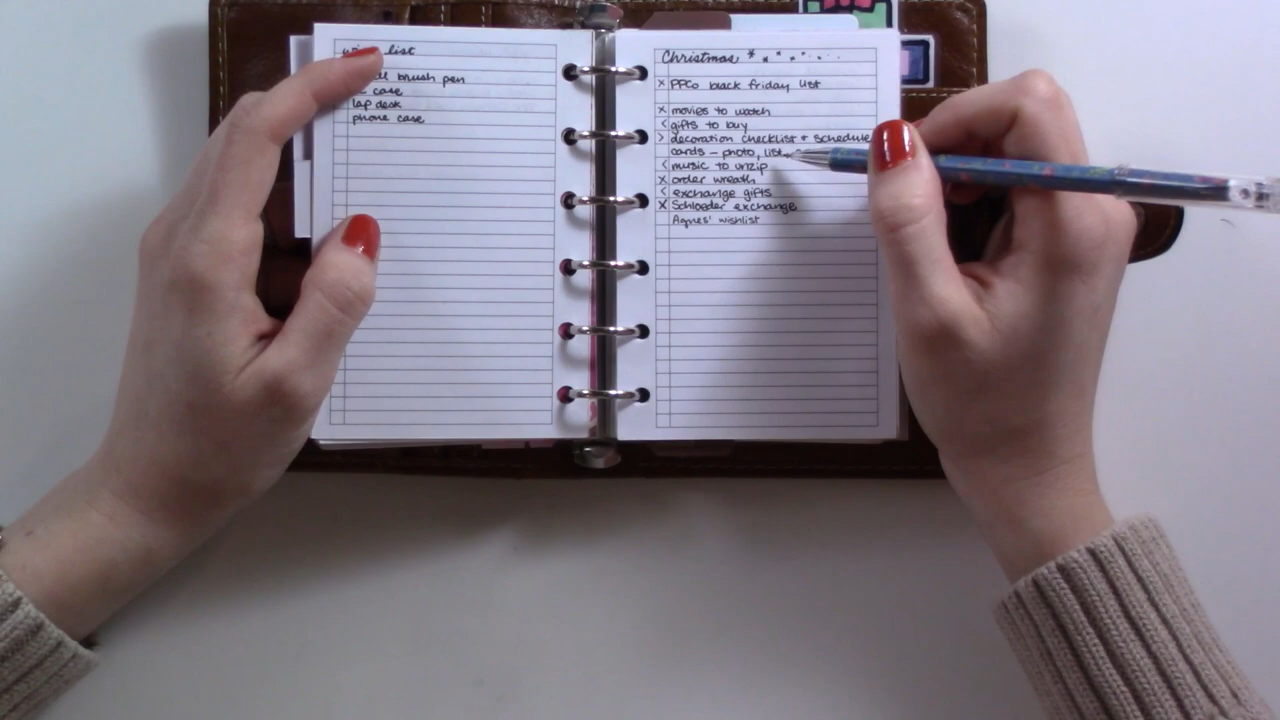 list
brush pen
case
lap desk
phone case
Christmas
x PPCo black friday list
x movies to watch
< gifts to buy
> decoration checklist + schedule
cards - photo, list
< music to unzip
x order wreath
< exchange gifts
x Schloeder exchange
Agnes' wishlist